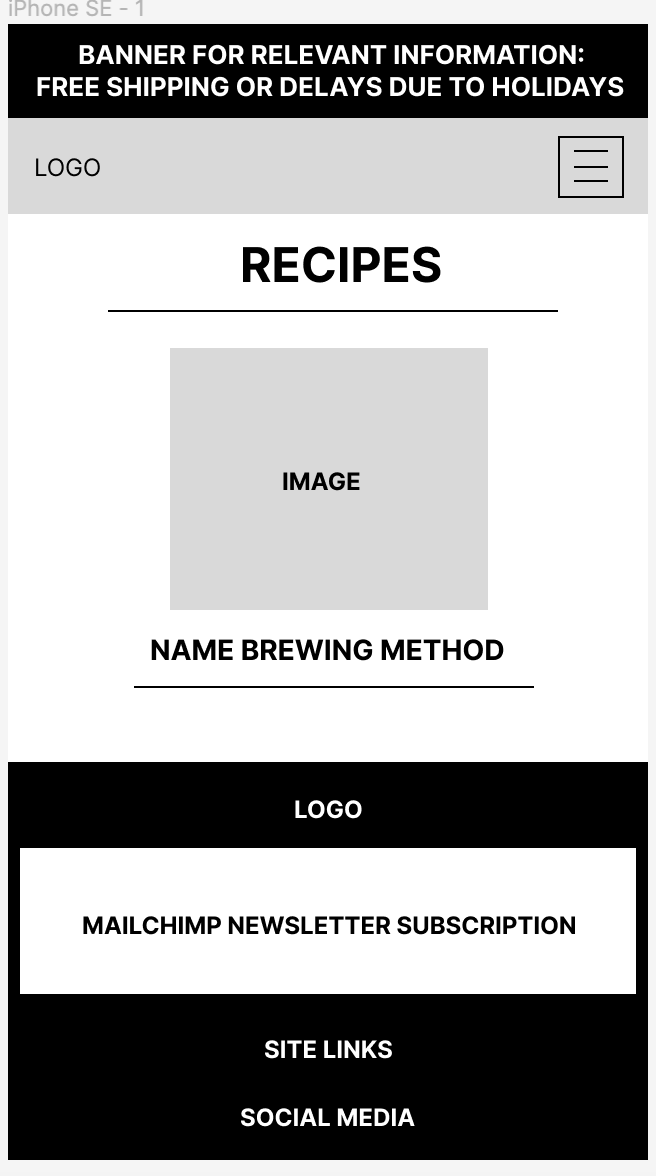 iPhone SE - 1
BANNER FOR RELEVANT INFORMATION:
FREE SHIPPING OR DELAYS DUE TO HOLIDAYS
LOGO
RECIPES
IMAGE
NAME BREWING METHOD
LOGO
MAILCHIMP NEWSLETTER SUBSCRIPTION
SITE LINKS
SOCIAL MEDIA